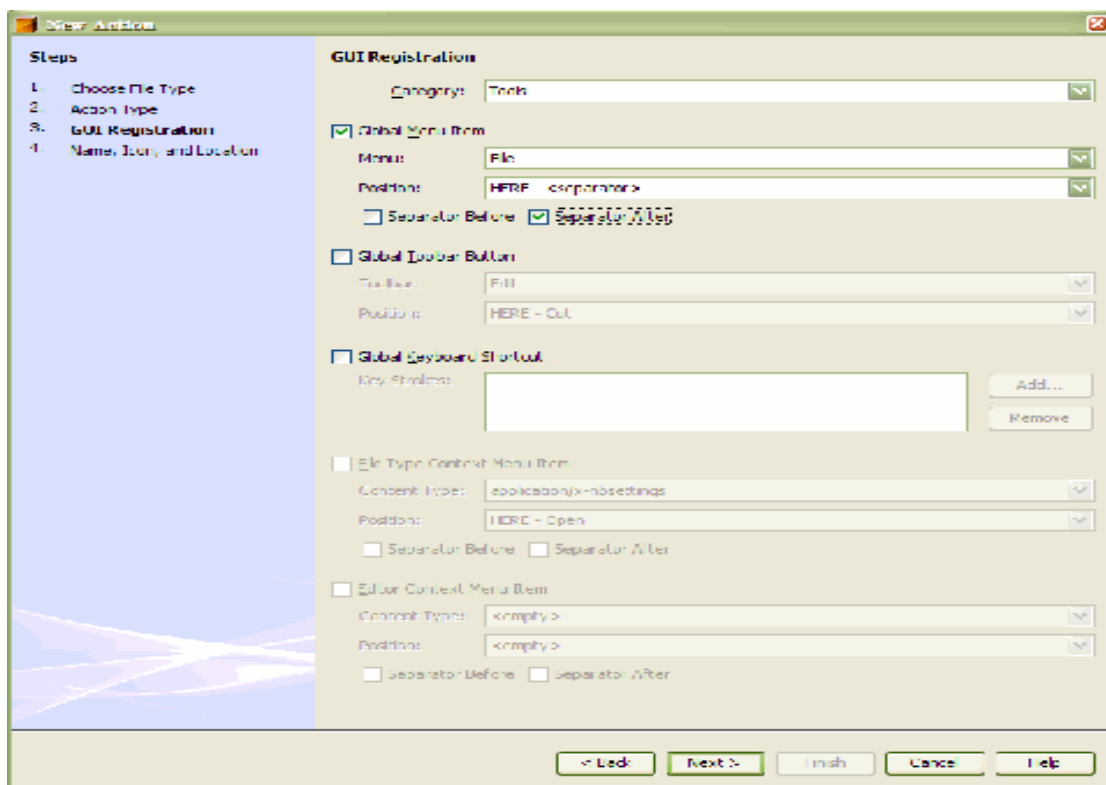 New Action
Steps
1. Choose File Type
2. Action Type
3. GUI Registration
4. Name, Icon, and Location
GUI Registration
Category: Tools
Global Menu Item
Menu: File
Position: HERE - <separator>
Separator Before Separator After
Global Toolbar Button
Toolbar: Edit
Position: HERE - Cut
Global Keyboard Shortcut
Key Strokes:
Add...
Remove
File Type Context Menu Item
Content Type: application/x-nbsettings
Position: HERE - Open
Separator Before Separator After
Editor Context Menu Item
Content Type: <empty>
Position: <empty>
Separator Before Separator After
< Back Next > Finish Cancel Help